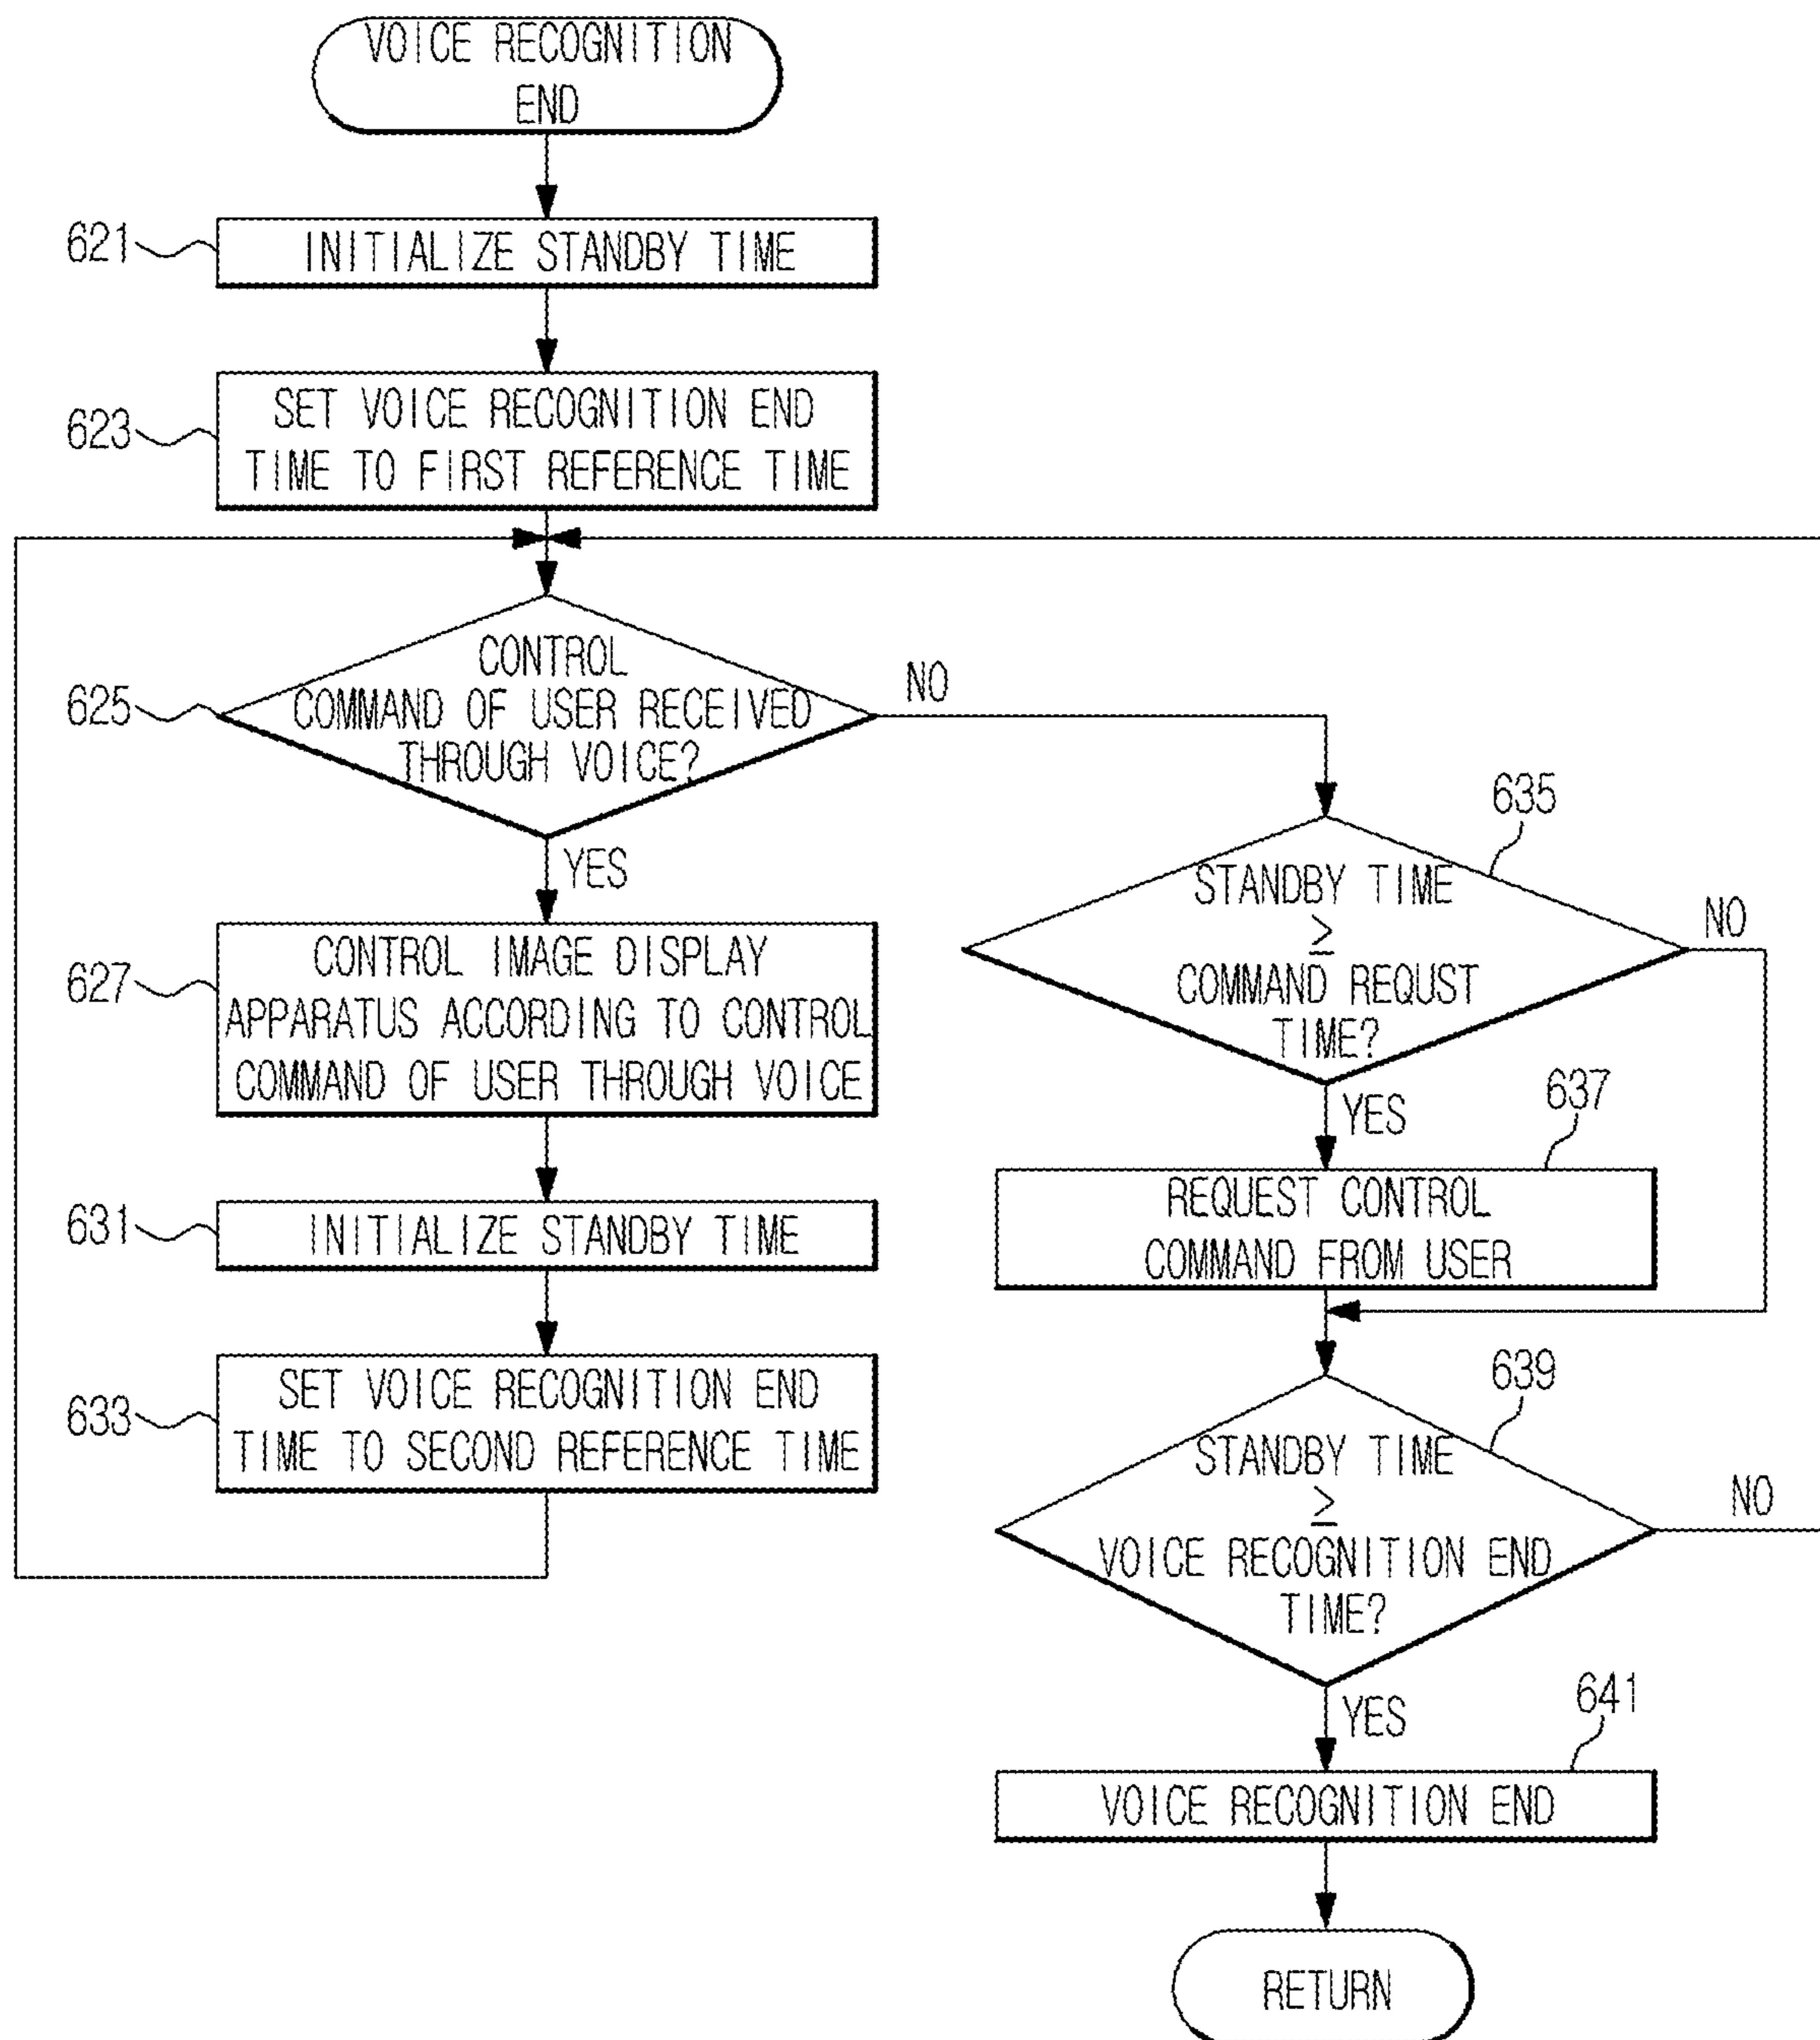 VOICE RECOGNITION
END
621
INITIALIZE STANDBY TIME
623
SET VOICE RECOGNITION END
TIME TO FIRST REFERENCE TIME
625
CONTROL
COMMAND OF USER RECEIVED
THROUGH VOICE?
NO
YES
627
CONTROL IMAGE DISPLAY
APPARATUS ACCORDING TO CONTROL
COMMAND OF USER THROUGH VOICE
631
INITIALIZE STANDBY TIME
633
SET VOICE RECOGNITION END
TIME TO SECOND REFERENCE TIME
635
STANDBY TIME
≥
COMMAND REQUST
TIME?
NO
YES
637
REQUEST CONTROL
COMMAND FROM USER
639
STANDBY TIME
≥
VOICE RECOGNITION END
TIME?
NO
YES
641
VOICE RECOGNITION END
RETURN